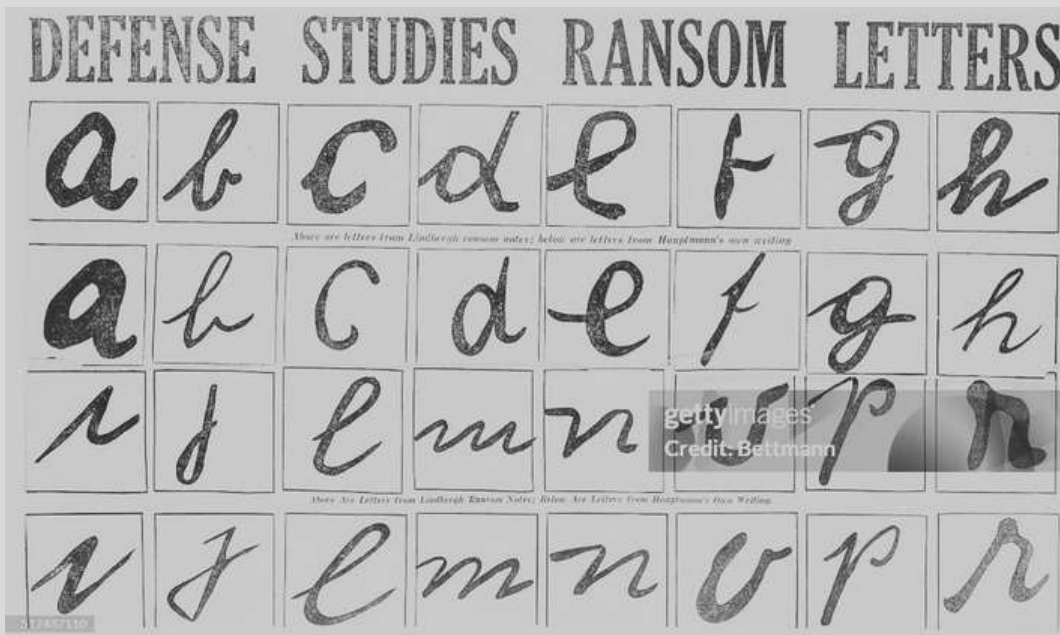 DEFENSE STUDIES RANSOM LETTERS
a b c d e f g h
Above are letters from Lindbergh ransom notes; below are letters from Hauptmann's own writing
a b c d e f g h
i j l m n o p r
gettyimages
Credit: Bettmann
Above Are Letters from Lindbergh Ransom Notes; Below Are Letters from Hauptmann's Own Writing.
i j l m n o p r
517437110